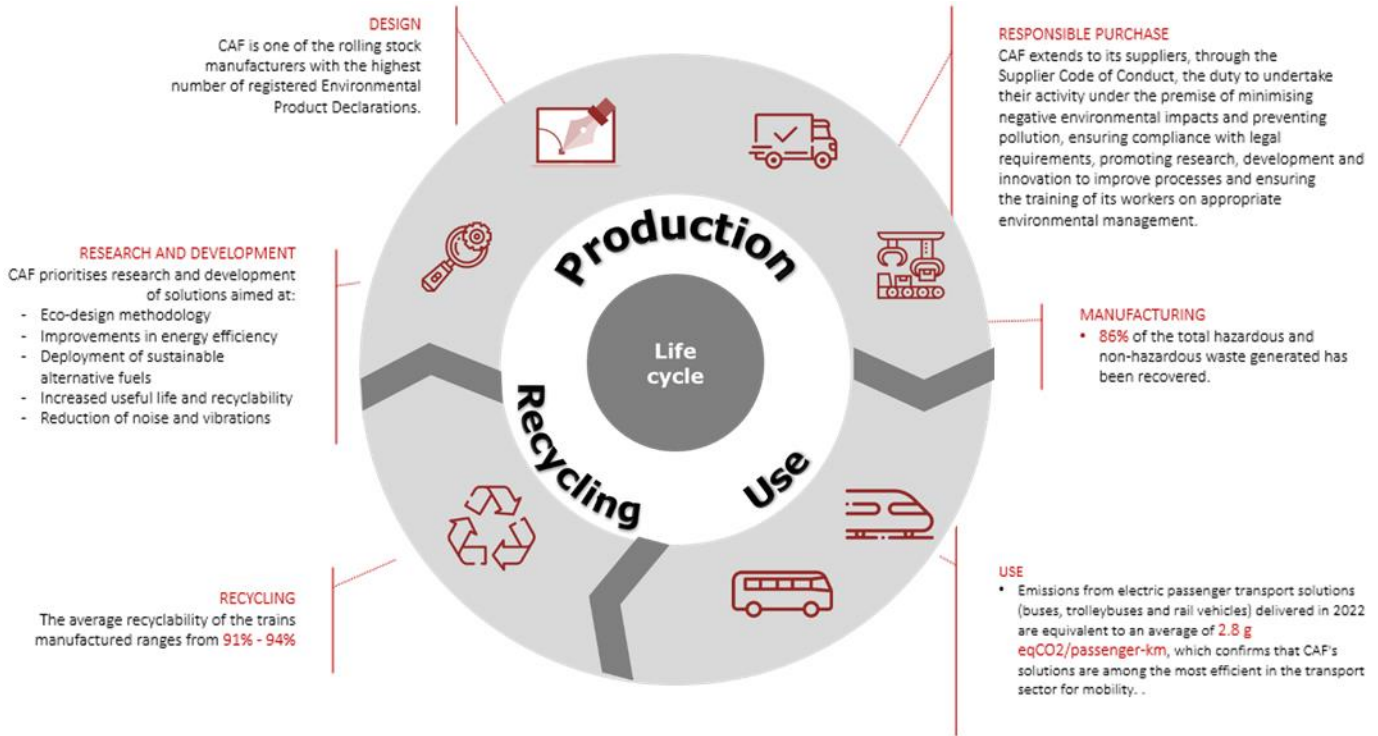 DESIGN
CAF is one of the rolling stock
manufacturers with the highest
number of registered Environmental
Product Declarations.
RESPONSIBLE PURCHASE
CAF extends to its suppliers, through the
Supplier Code of Conduct, the duty to undertake
their activity under the premise of minimising
negative environmental impacts and preventing
pollution, ensuring compliance with legal
requirements, promoting research, development and
innovation to improve processes and ensuring
the training of its workers on appropriate
environmental management.
RESEARCH AND DEVELOPMENT
CAF prioritises research and development
of solutions aimed at:
- Eco-design methodology
- Improvements in energy efficiency
- Deployment of sustainable
alternative fuels
- Increased useful life and recyclability
- Reduction of noise and vibrations
Production
Life
cycle
Recycling
Use
MANUFACTURING
• 86% of the total hazardous and
non-hazardous waste generated has
been recovered.
RECYCLING
The average recyclability of the trains
manufactured ranges from 91% - 94%
USE
• Emissions from electric passenger transport solutions
(buses, trolleybuses and rail vehicles) delivered in 2022
are equivalent to an average of 2.8 g
eqCO2/passenger-km, which confirms that CAF's
solutions are among the most efficient in the transport
sector for mobility. .